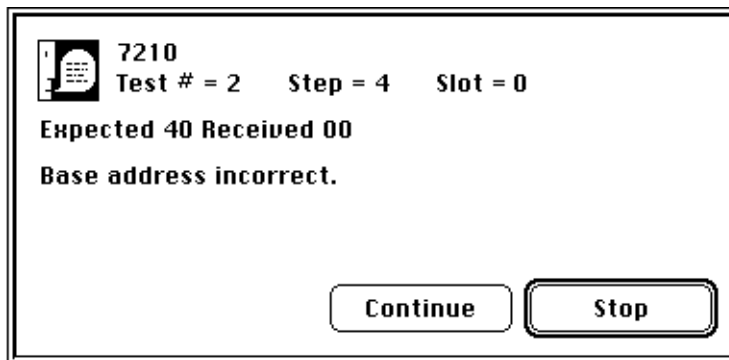 7210
Test # = 2 Step = 4 Slot = 0
Expected 40 Received 00
Base address incorrect.
Continue Stop